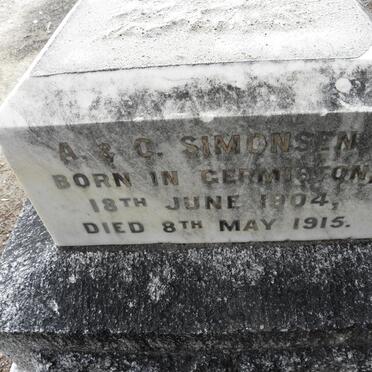 A. & C. SIMONSEN
BORN IN GERMISTON,
18TH JUNE 1904,
DIED 8TH MAY 1915.